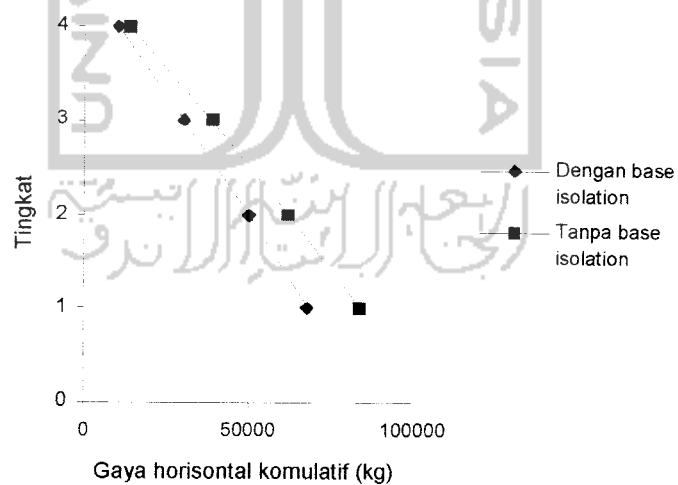 4
3
2
1
0
Tingkat
0 50000 100000
Gaya horisontal komulatif (kg)
Dengan base
isolation
Tanpa base
isolation
SIA